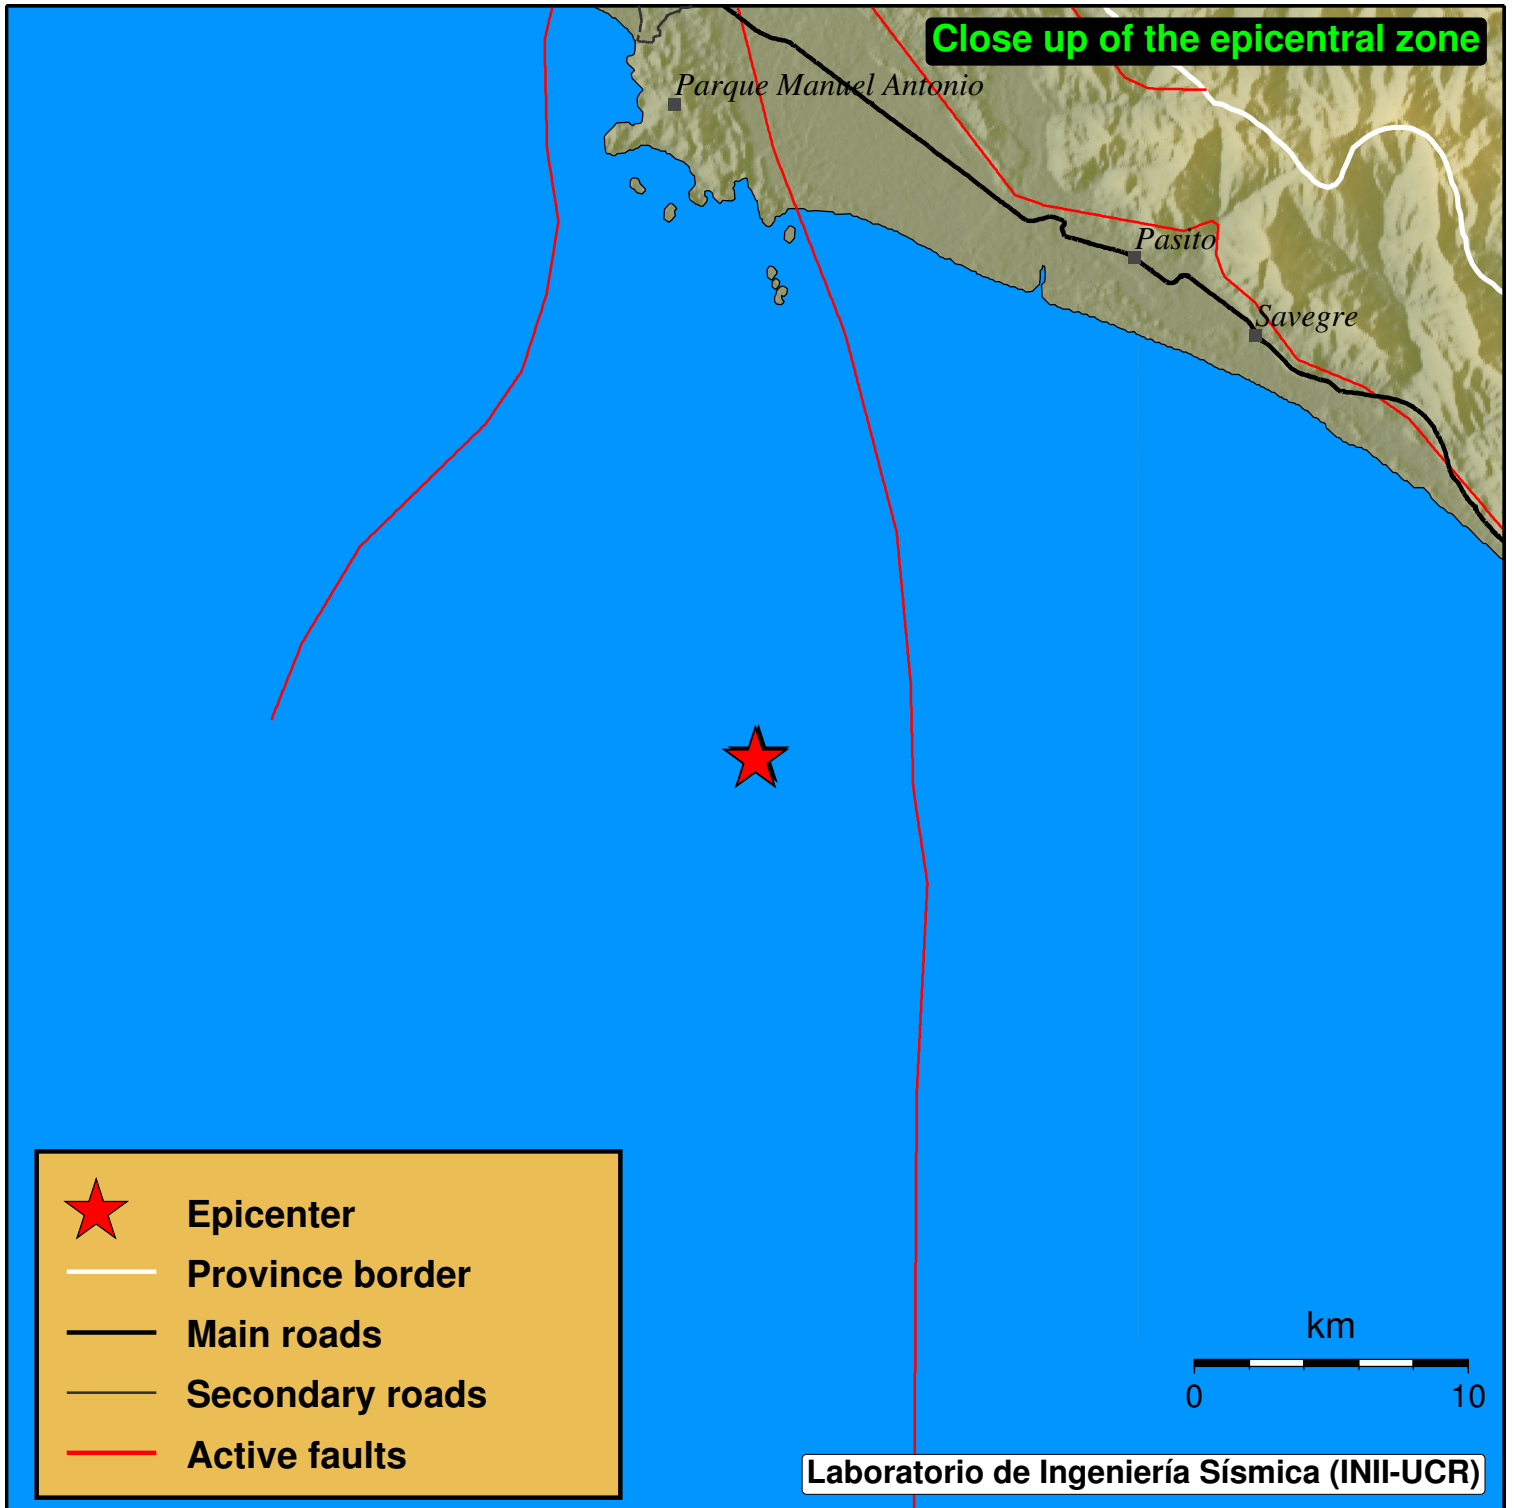 Close up of the epicentral zone
Parque Manuel Antonio
Pasito
Savegre
Epicenter
Province border
Main roads
Secondary roads
Active faults
km
0 10
Laboratorio de Ingeniería Sísmica (INII-UCR)